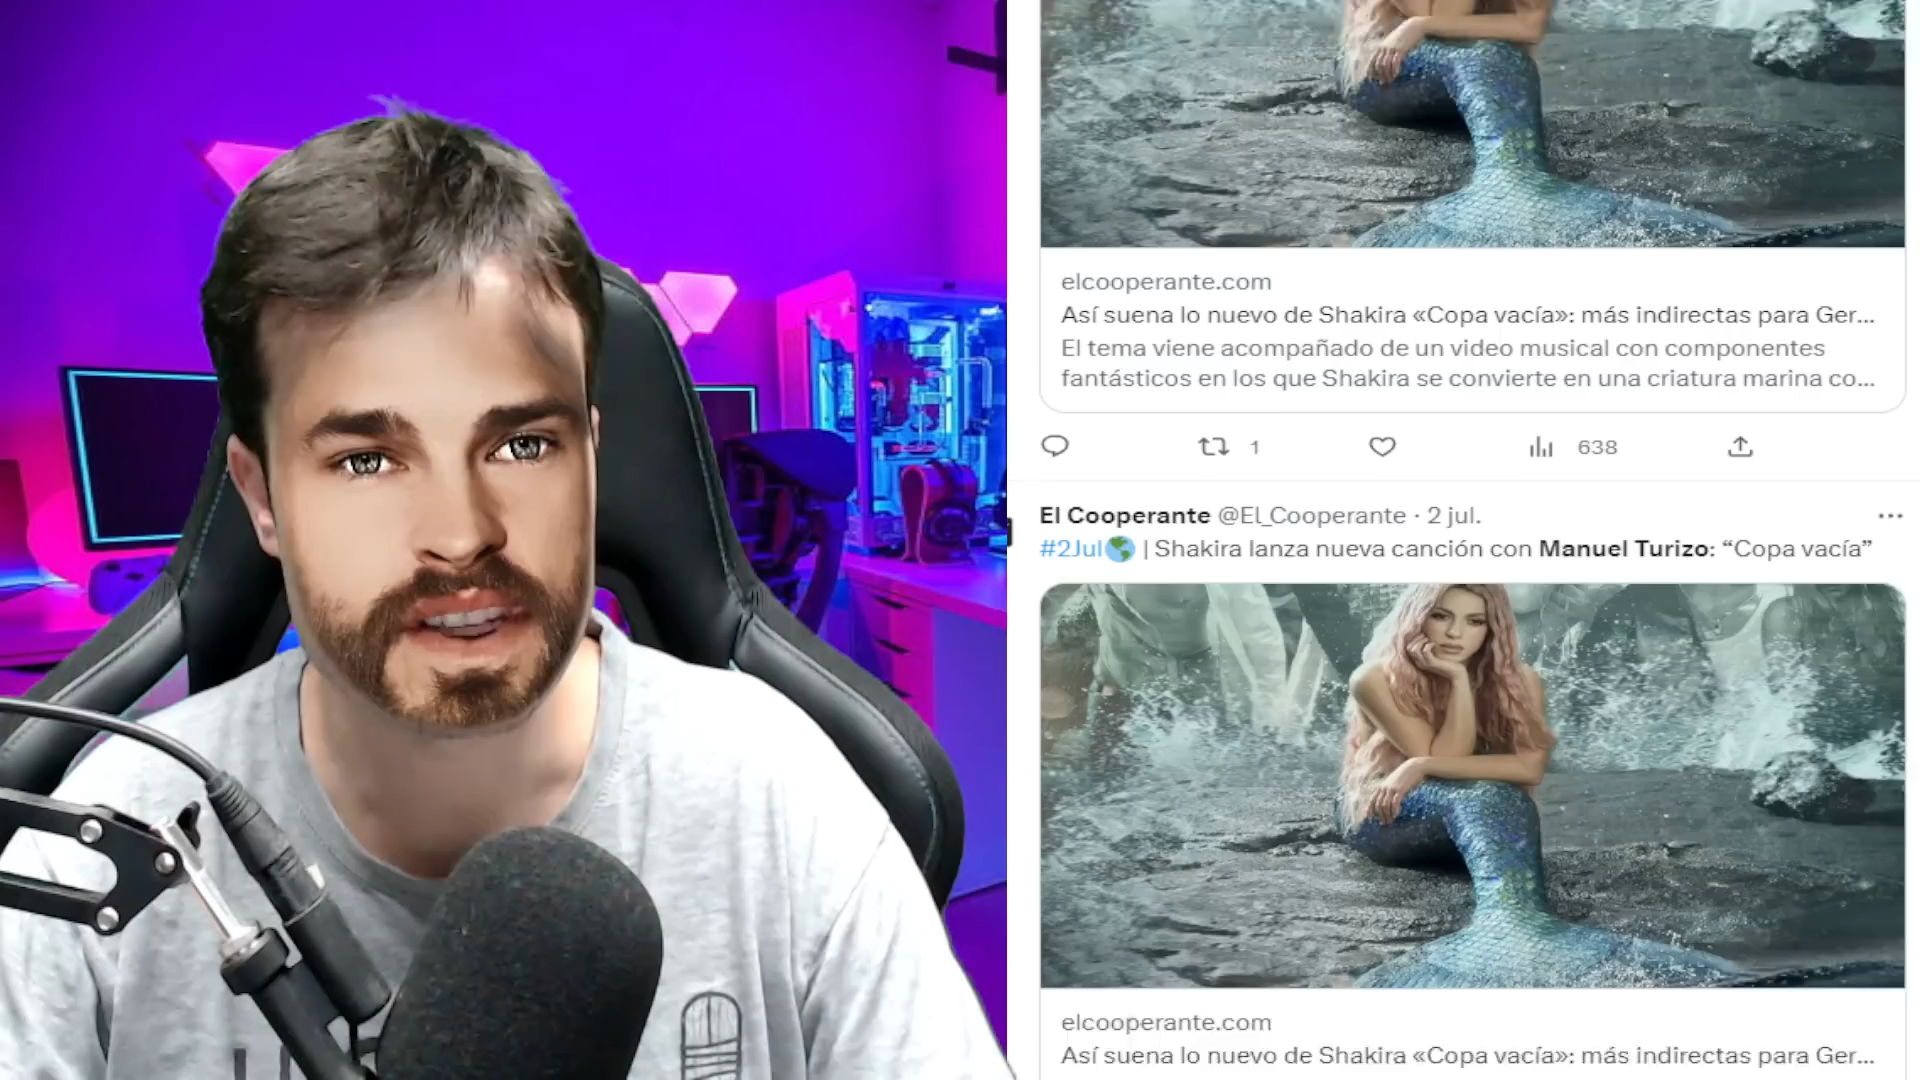 elcooperante.com
Así suena lo nuevo de Shakira «Copa vacía»: más indirectas para Ger...
El tema viene acompañado de un video musical con componentes
fantásticos en los que Shakira se convierte en una criatura marina co...
1
638
El Cooperante @El_Cooperante · 2 jul.
#2Jul🌎 | Shakira lanza nueva canción con Manuel Turizo: “Copa vacía”
elcooperante.com
Así suena lo nuevo de Shakira «Copa vacía»: más indirectas para Ger...